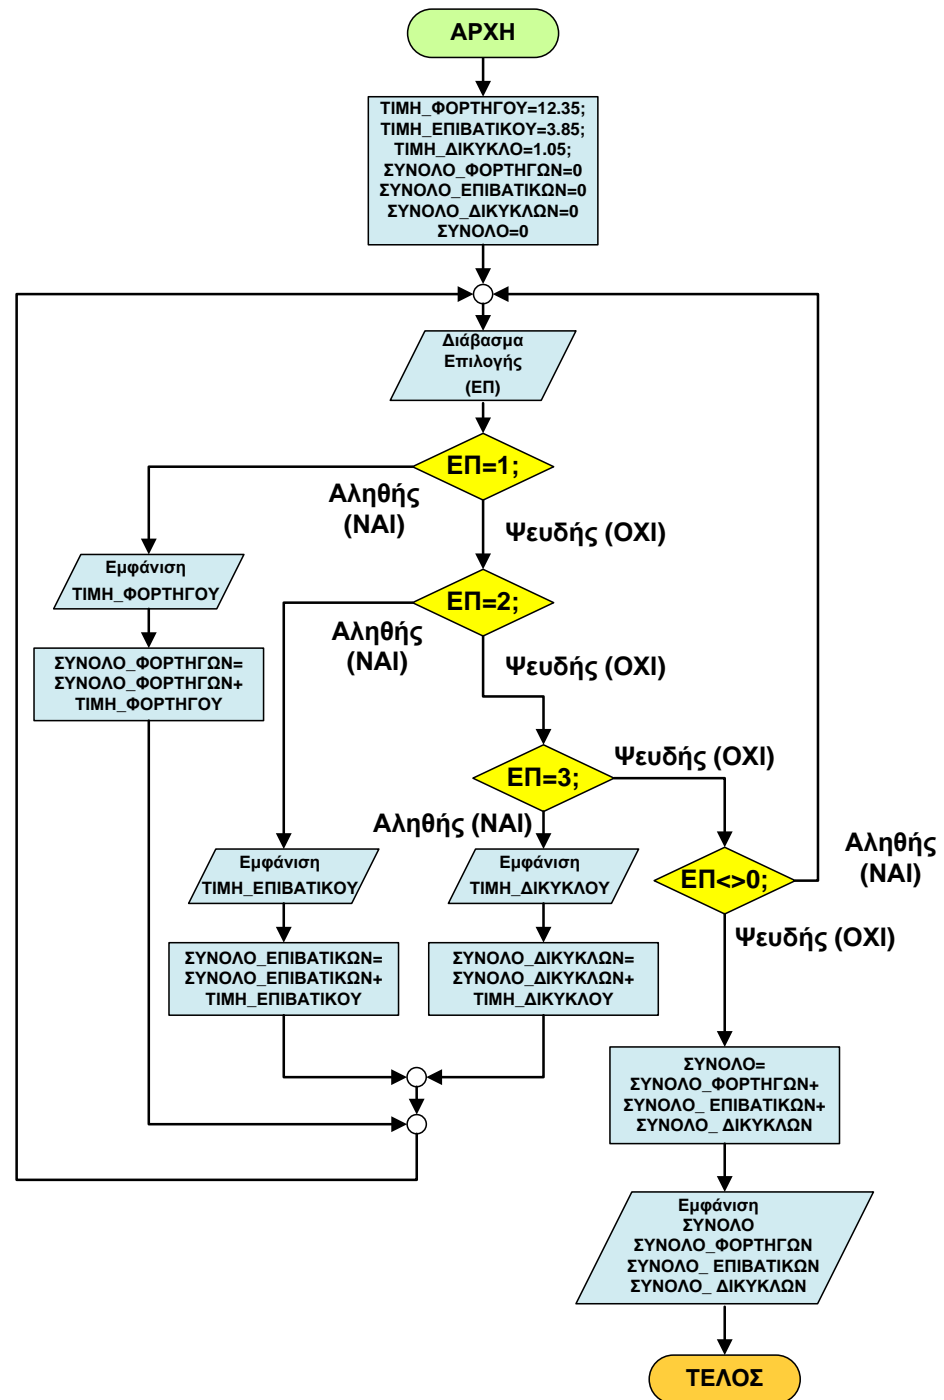 ΑΡΧΗ
ΤΙΜΗ_ΦΟΡΤΗΓΟΥ=12.35;
ΤΙΜΗ_ΕΠΙΒΑΤΙΚΟΥ=3.85;
ΤΙΜΗ_ΔΙΚΥΚΛΟ=1.05;
ΣΥΝΟΛΟ_ΦΟΡΤΗΓΩΝ=0
ΣΥΝΟΛΟ_ΕΠΙΒΑΤΙΚΩΝ=0
ΣΥΝΟΛΟ_ΔΙΚΥΚΛΩΝ=0
ΣΥΝΟΛΟ=0
Διάβασμα
Επιλογής
(ΕΠ)
ΕΠ=1;
Αληθής
(ΝΑΙ)
Ψευδής (ΟΧΙ)
Εμφάνιση
ΤΙΜΗ_ΦΟΡΤΗΓΟΥ
ΣΥΝΟΛΟ_ΦΟΡΤΗΓΩΝ=
ΣΥΝΟΛΟ_ΦΟΡΤΗΓΩΝ+
ΤΙΜΗ_ΦΟΡΤΗΓΟΥ
ΕΠ=2;
Αληθής
(ΝΑΙ)
Ψευδής (ΟΧΙ)
ΕΠ=3;
Ψευδής (ΟΧΙ)
Αληθής (ΝΑΙ)
Εμφάνιση
ΤΙΜΗ_ΕΠΙΒΑΤΙΚΟΥ
ΣΥΝΟΛΟ_ΕΠΙΒΑΤΙΚΩΝ=
ΣΥΝΟΛΟ_ΕΠΙΒΑΤΙΚΩΝ+
ΤΙΜΗ_ΕΠΙΒΑΤΙΚΟΥ
Εμφάνιση
ΤΙΜΗ_ΔΙΚΥΚΛΟΥ
ΣΥΝΟΛΟ_ΔΙΚΥΚΛΩΝ=
ΣΥΝΟΛΟ_ΔΙΚΥΚΛΩΝ+
ΤΙΜΗ_ΔΙΚΥΚΛΟΥ
ΕΠ<>0;
Αληθής
(ΝΑΙ)
Ψευδής (ΟΧΙ)
ΣΥΝΟΛΟ=
ΣΥΝΟΛΟ_ΦΟΡΤΗΓΩΝ+
ΣΥΝΟΛΟ_ ΕΠΙΒΑΤΙΚΩΝ+
ΣΥΝΟΛΟ_ ΔΙΚΥΚΛΩΝ
Εμφάνιση
ΣΥΝΟΛΟ
ΣΥΝΟΛΟ_ΦΟΡΤΗΓΩΝ
ΣΥΝΟΛΟ_ ΕΠΙΒΑΤΙΚΩΝ
ΣΥΝΟΛΟ_ ΔΙΚΥΚΛΩΝ
ΤΕΛΟΣ